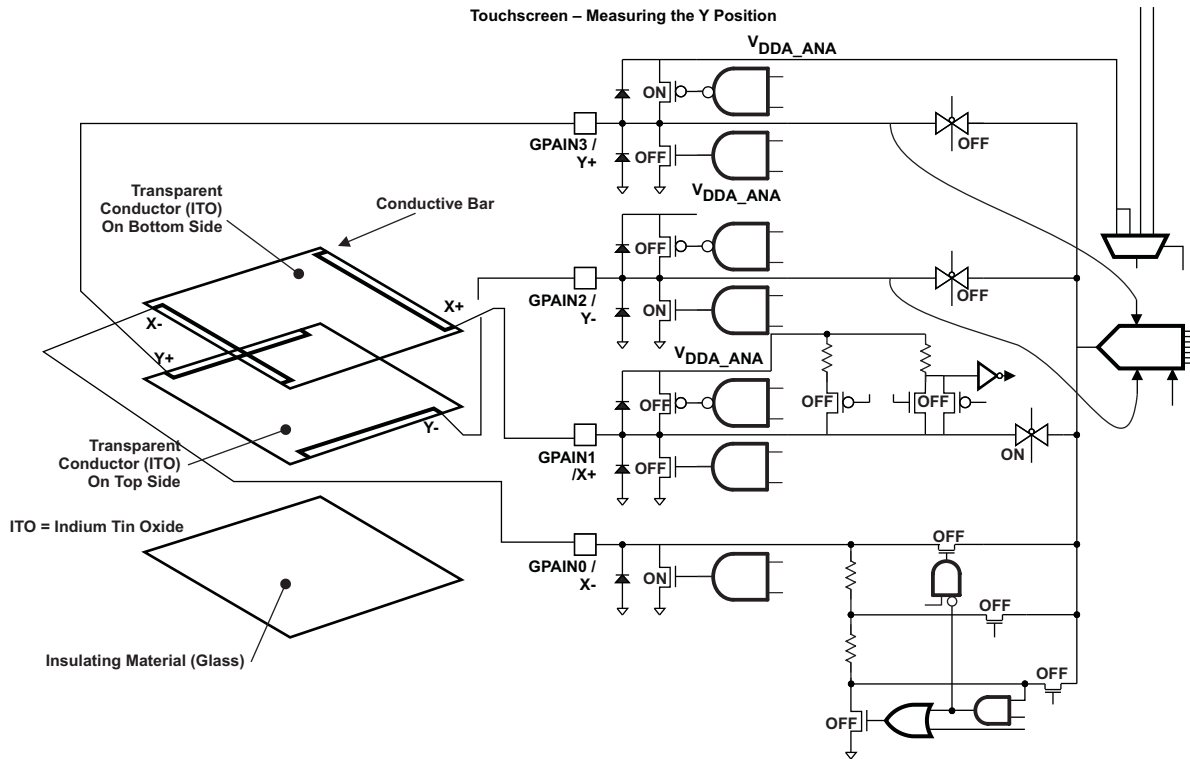 Touchscreen – Measuring the Y Position
VDDA_ANA
ON
GPAIN3 /
Y+
OFF
OFF
VDDA_ANA
Transparent
Conductor (ITO)
On Bottom Side
Conductive Bar
OFF
GPAIN2 /
Y-
ON
OFF
X+
X-
Y+
Y-
VDDA_ANA
OFF
OFF
OFF
GPAIN1
/X+
OFF
ON
Transparent
Conductor (ITO)
On Top Side
ITO = Indium Tin Oxide
GPAIN0 /
X-
ON
OFF
OFF
Insulating Material (Glass)
OFF
OFF